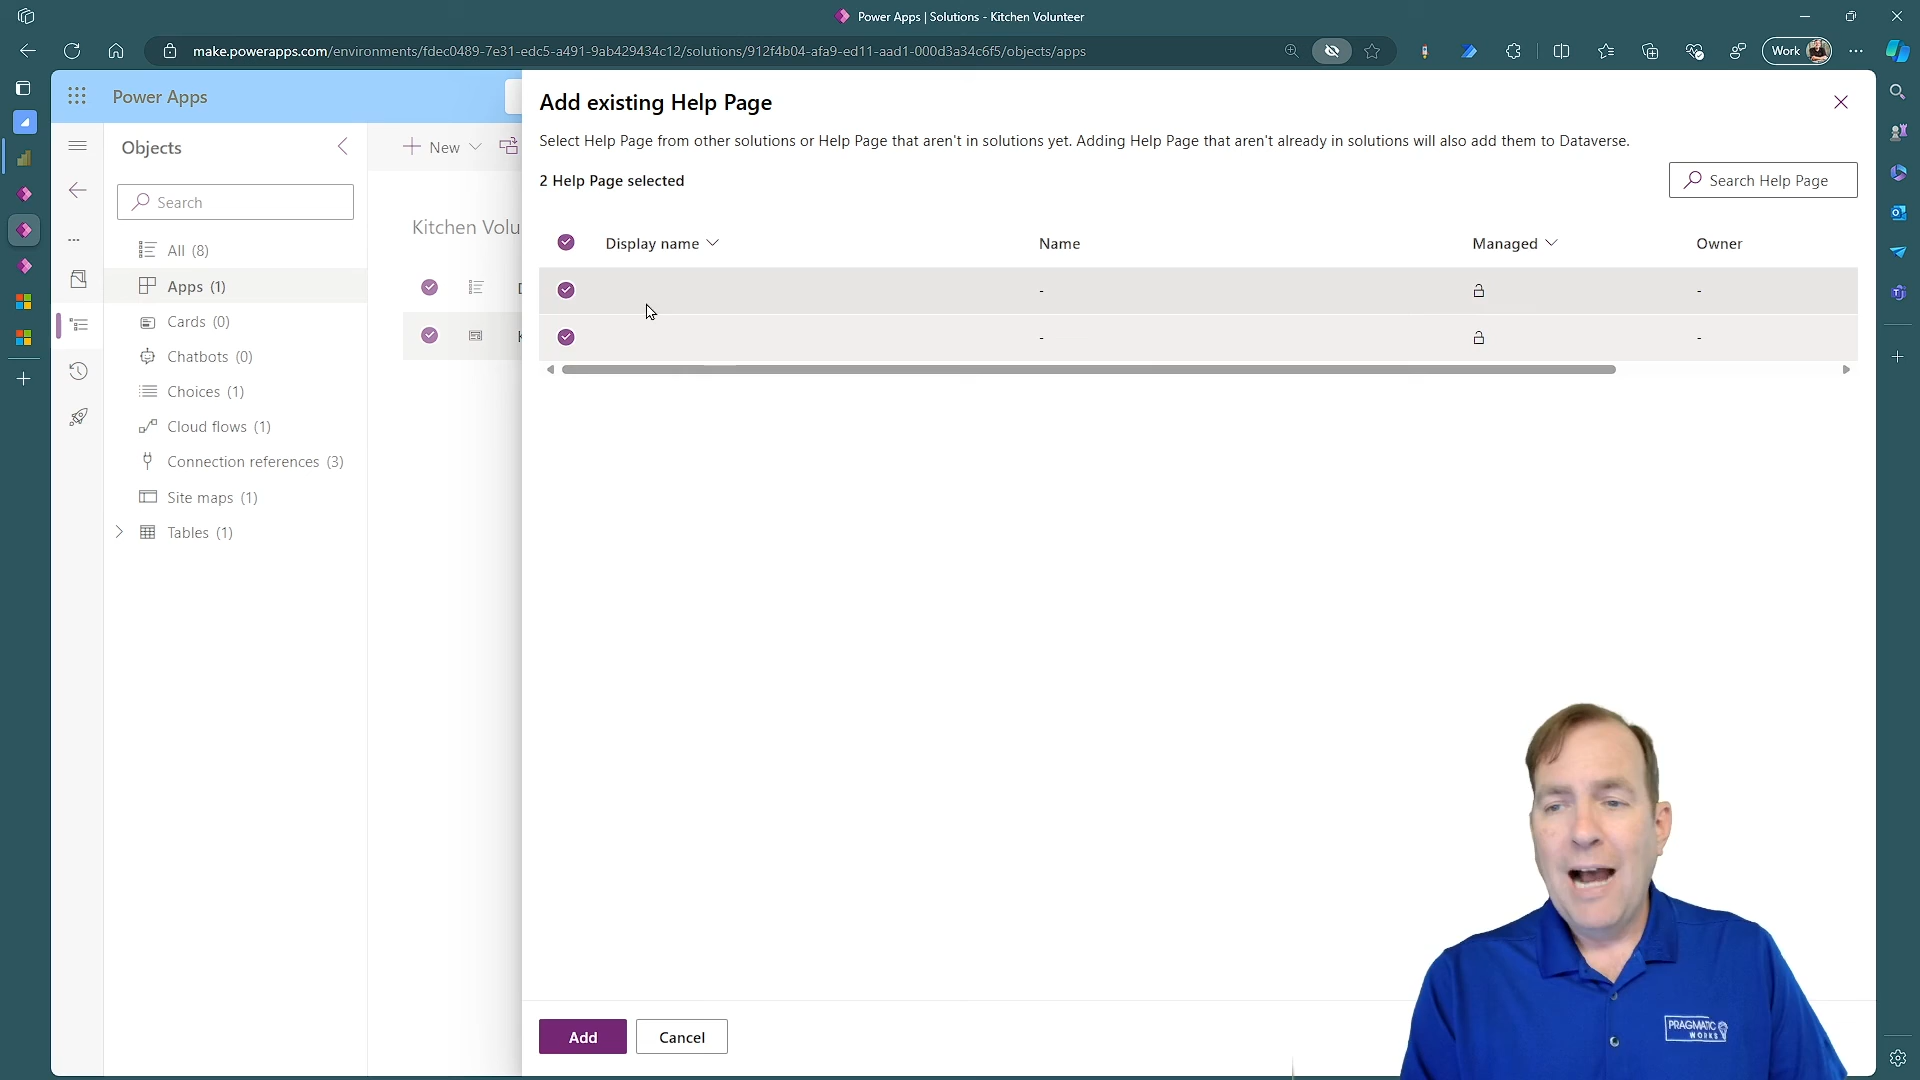 Power Apps | Solutions - Kitchen Volunteer
make.powerapps.com/environments/fdec0489-7e31-edc5-a491-9ab429434c12/solutions/912f4b04-afa9-ed11-aad1-000d3a34c6f5/objects/apps
Work
Power Apps
Objects
Search
All (8)
Apps (1)
Cards (0)
Chatbots (0)
Choices (1)
Cloud flows (1)
Connection references (3)
Site maps (1)
Tables (1)
New
Kitchen Volu
Add existing Help Page
Select Help Page from other solutions or Help Page that aren't in solutions yet. Adding Help Page that aren't already in solutions will also add them to Dataverse.
2 Help Page selected
Search Help Page
Display name Name Managed Owner
- -
- -
Add Cancel
PRAGMATIC
WORKS